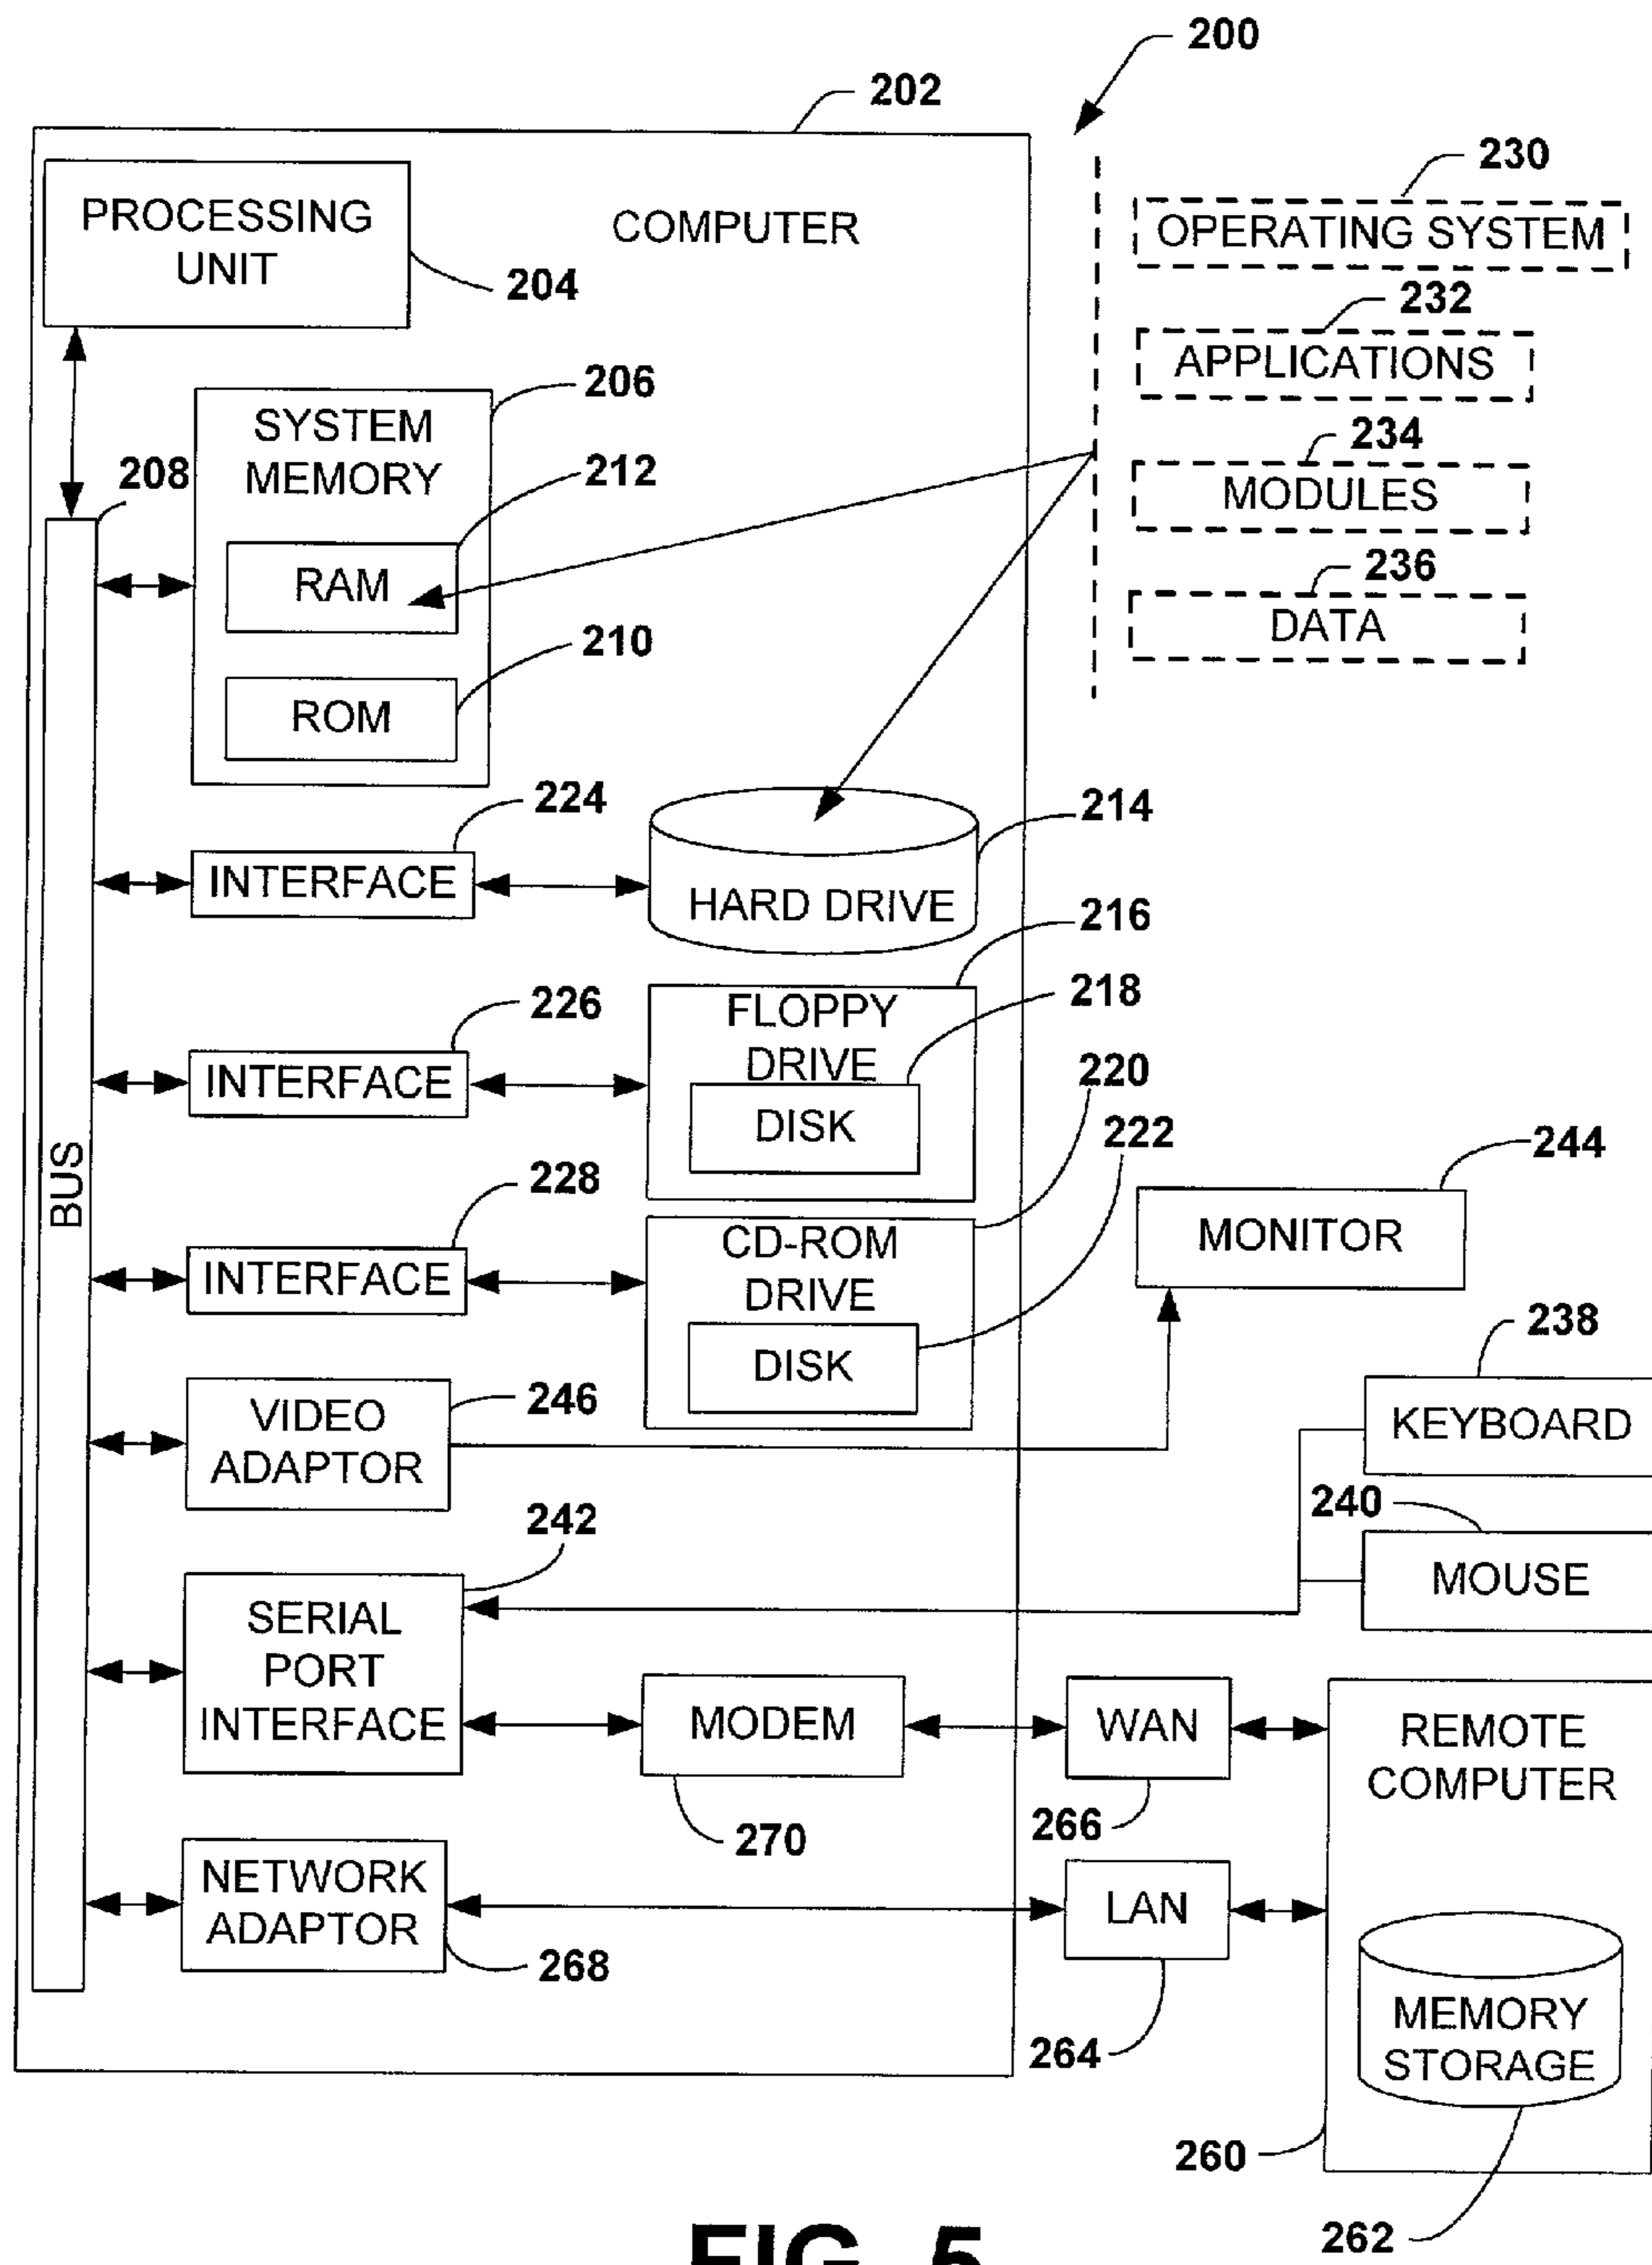 200
202
230
PROCESSING
UNIT
COMPUTER
OPERATING SYSTEM
204
232
APPLICATIONS
206
SYSTEM
MEMORY
234
208
212
MODULES
RAM
236
DATA
210
ROM
224
214
INTERFACE
HARD DRIVE
216
226
FLOPPY
DRIVE
218
INTERFACE
220
DISK
222
244
BUS
228
MONITOR
INTERFACE
CD-ROM
DRIVE
238
DISK
246
VIDEO
ADAPTOR
KEYBOARD
240
242
MOUSE
SERIAL
PORT
INTERFACE
MODEM
WAN
REMOTE
COMPUTER
270
266
NETWORK
ADAPTOR
LAN
268
MEMORY
STORAGE
264
260
262
FIG. 5